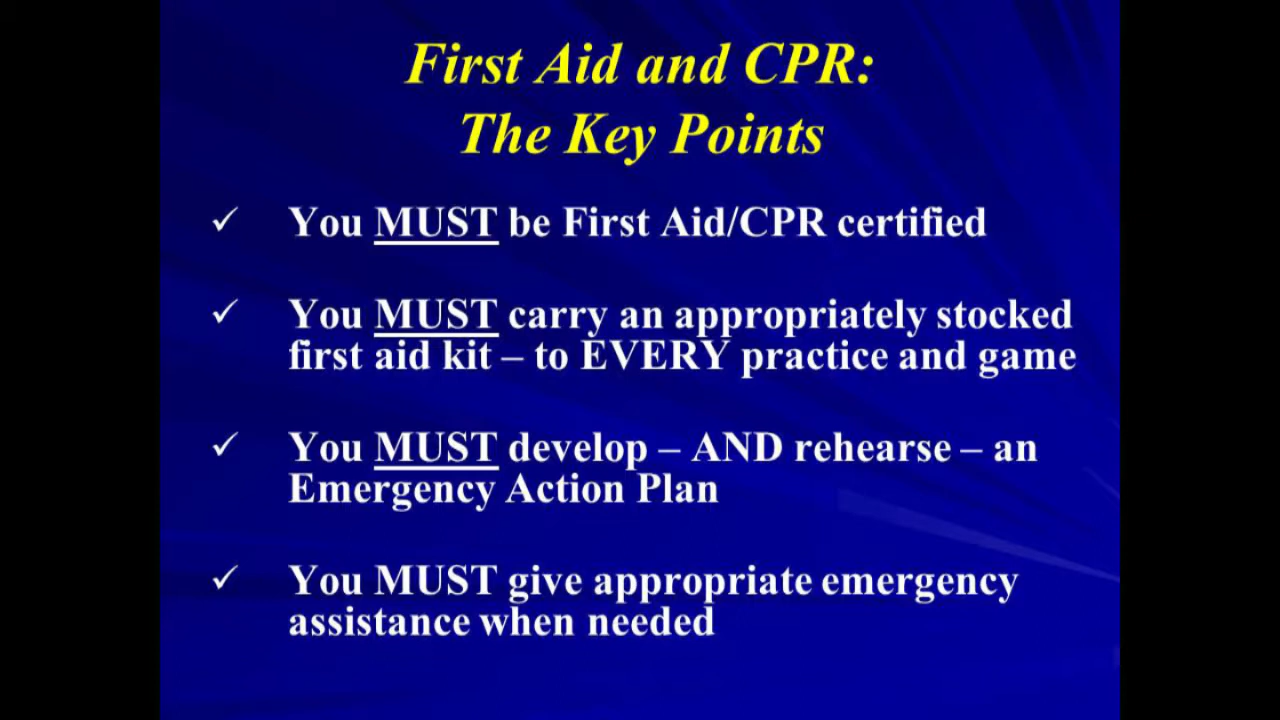 First Aid and CPR:
The Key Points
✓ You MUST be First Aid/CPR certified
✓ You MUST carry an appropriately stocked
first aid kit – to EVERY practice and game
✓ You MUST develop – AND rehearse – an
Emergency Action Plan
✓ You MUST give appropriate emergency
assistance when needed